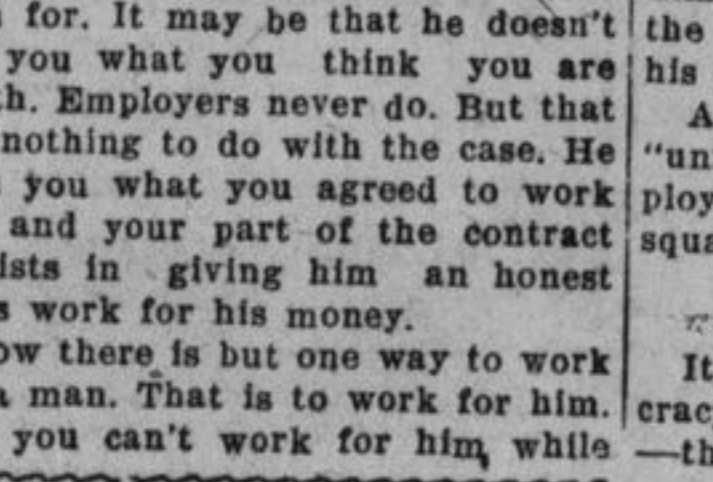 for. It may be that he doesn't
you what you think you are
h. Employers never do. But that
nothing to do with the case. He
you what you agreed to work
and your part of the contract
ists in giving him an honest
s work for his money.
ow there is but one way to work
a man. That is to work for him.
you can't work for him while
the
his
A
"un
ploy
squa
It
crac
—th